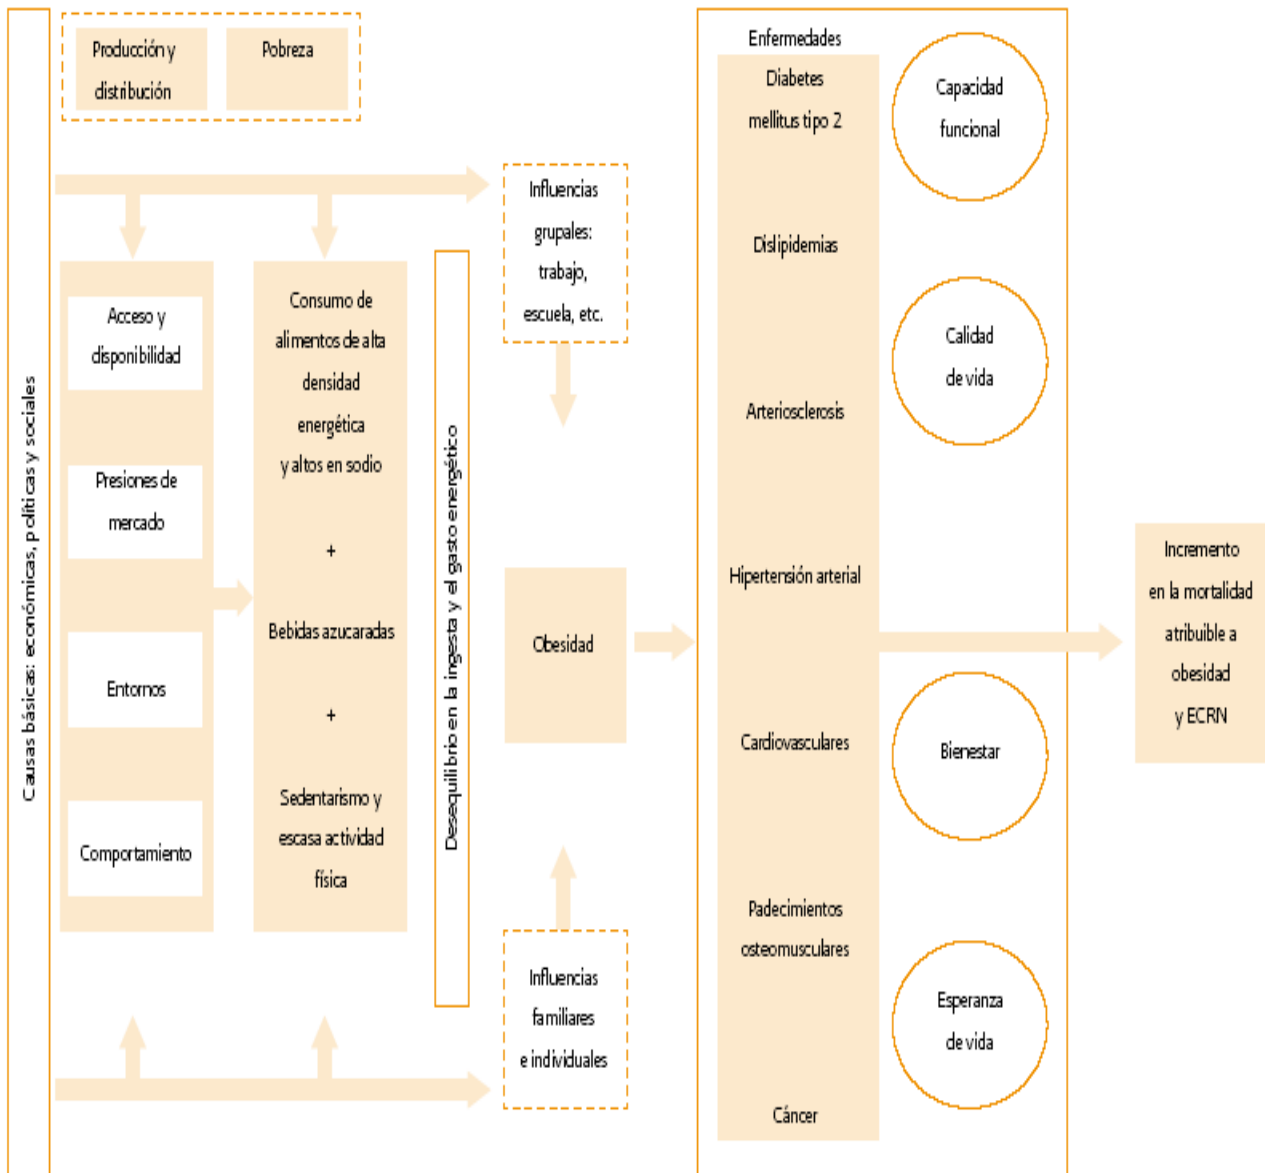 Causas básicas: económicas, políticas y sociales
Producción y
distribución
Pobreza
Acceso y
disponibilidad
Presiones de
mercado
Entornos
Comportamiento
Consumo de
alimentos de alta
densidad
energética
y altos en sodio
+
Bebidas azucaradas
+
Sedentarismo y
escasa actividad
física
Desequilibrio en la ingesta y el gasto energético
Influencias
grupales:
trabajo,
escuela, etc.
Obesidad
Influencias
familiares
e individuales
Enfermedades
Diabetes
mellitus tipo 2
Dislipidemias
Arteriosclerosis
Hipertensión arterial
Cardiovasculares
Padecimientos
osteomusculares
Cáncer
Capacidad
funcional
Calidad
de vida
Bienestar
Esperanza
de vida
Incremento
en la mortalidad
atribuible a
obesidad
y ECRN